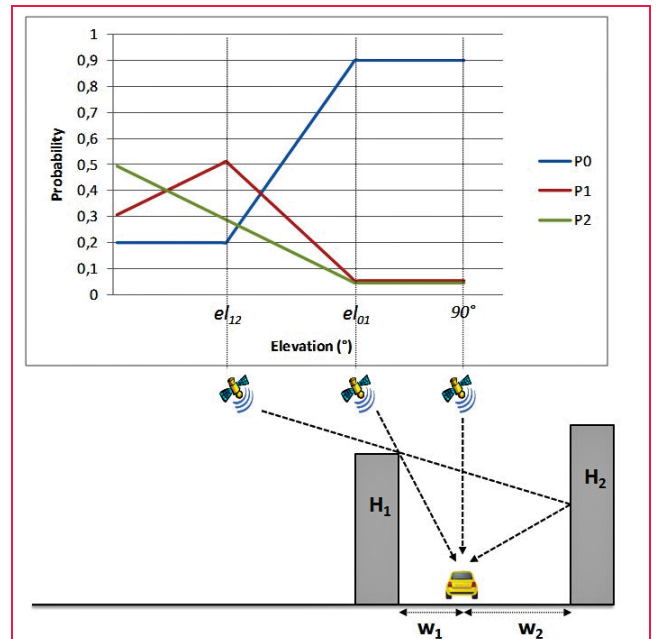 1
0,9
0,8
0,7
0,6
0,5
0,4
0,3
0,2
0,1
0
Probability
P0
P1
P2
el12 el01 90°
Elevation (°)
H1
H2
w1 w2